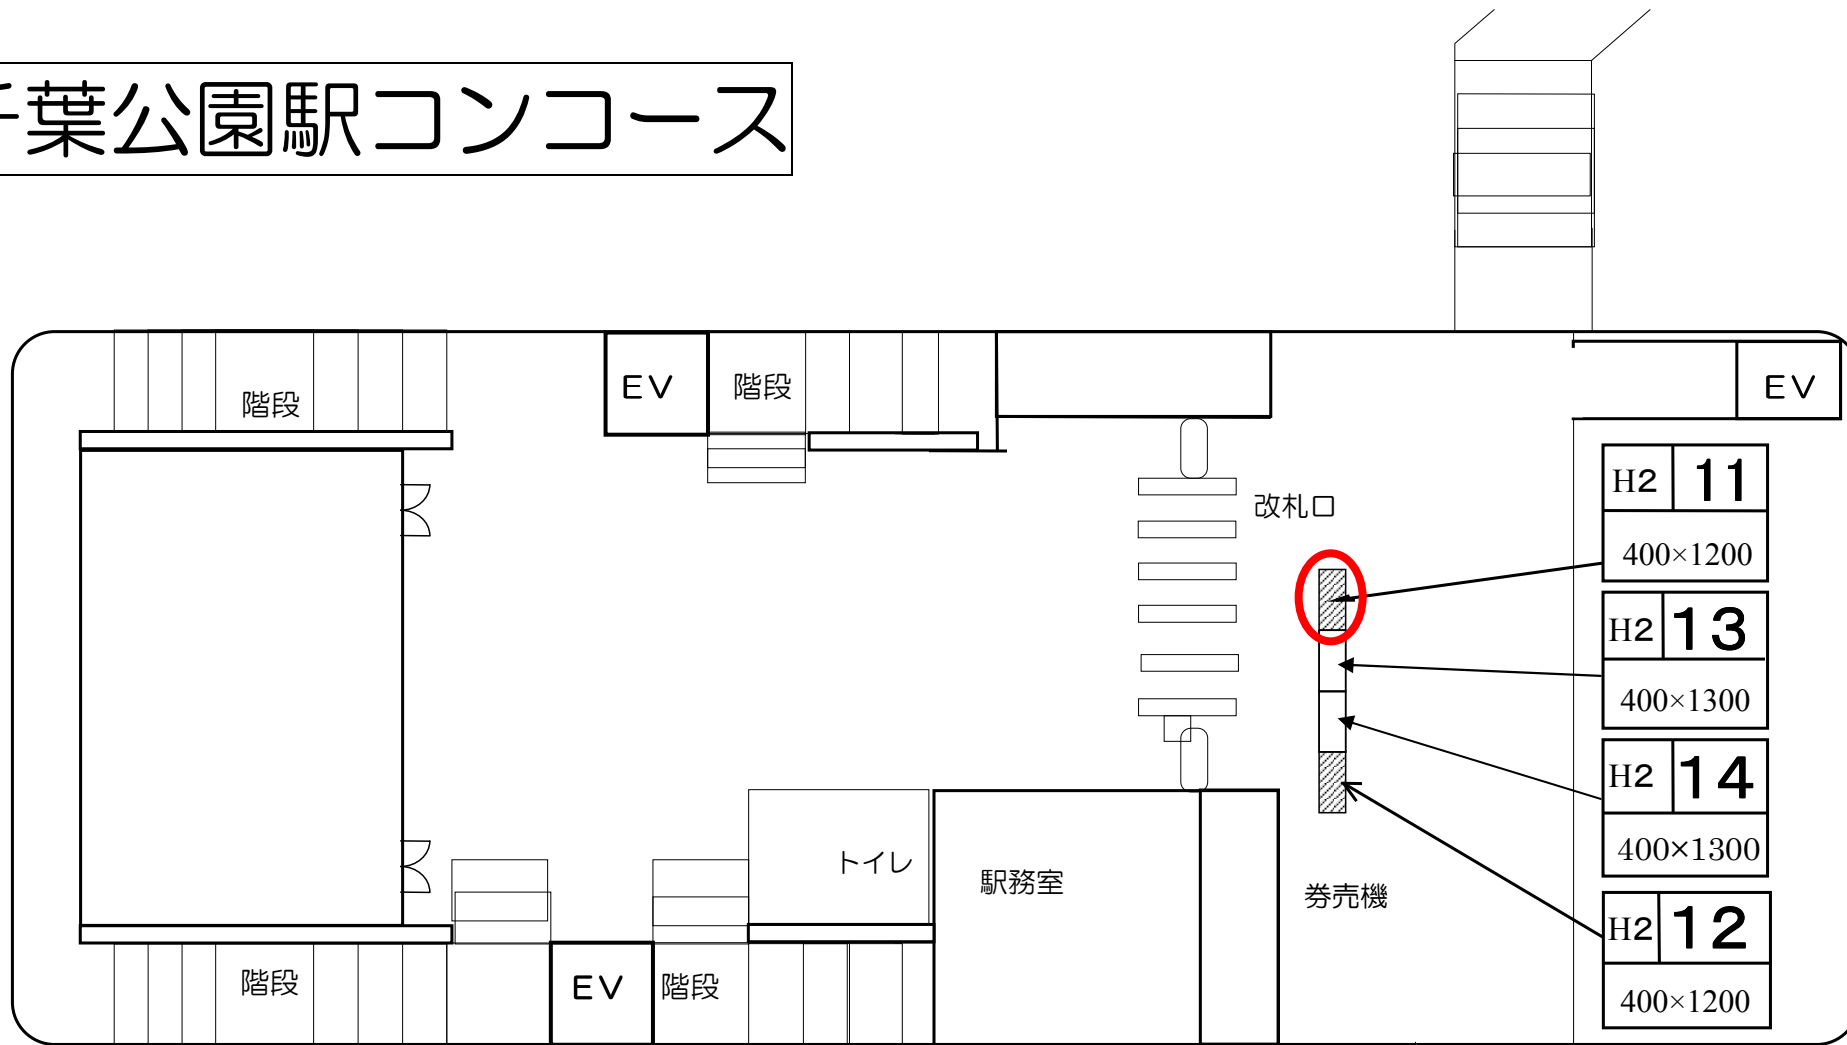 千葉公園駅コンコース
階段
EV
階段
EV
改札口
H2 11
400×1200
H2 13
400×1300
H2 14
400×1300
H2 12
400×1200
トイレ
駅務室
券売機
階段
EV
階段